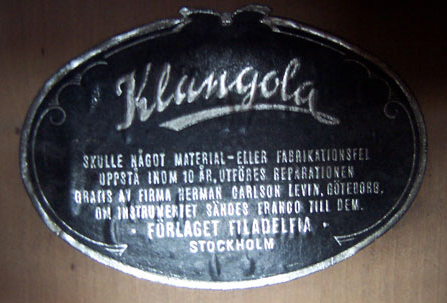 Klangola
SKULLE NÅGOT MATERIAL-ELLER FABRIKATIONSFEL
UPPSTÅ INOM 10 ÅR, UTFÖRES REPARATIONEN
GRATIS AV FIRMA HERMAN CARLSON LEVIN, GÖTEBORG,
OM INSTRUMENTET SÄNDES FRANCO TILL DEM.
· FÖRLAGET FILADELFIA ·
STOCKHOLM